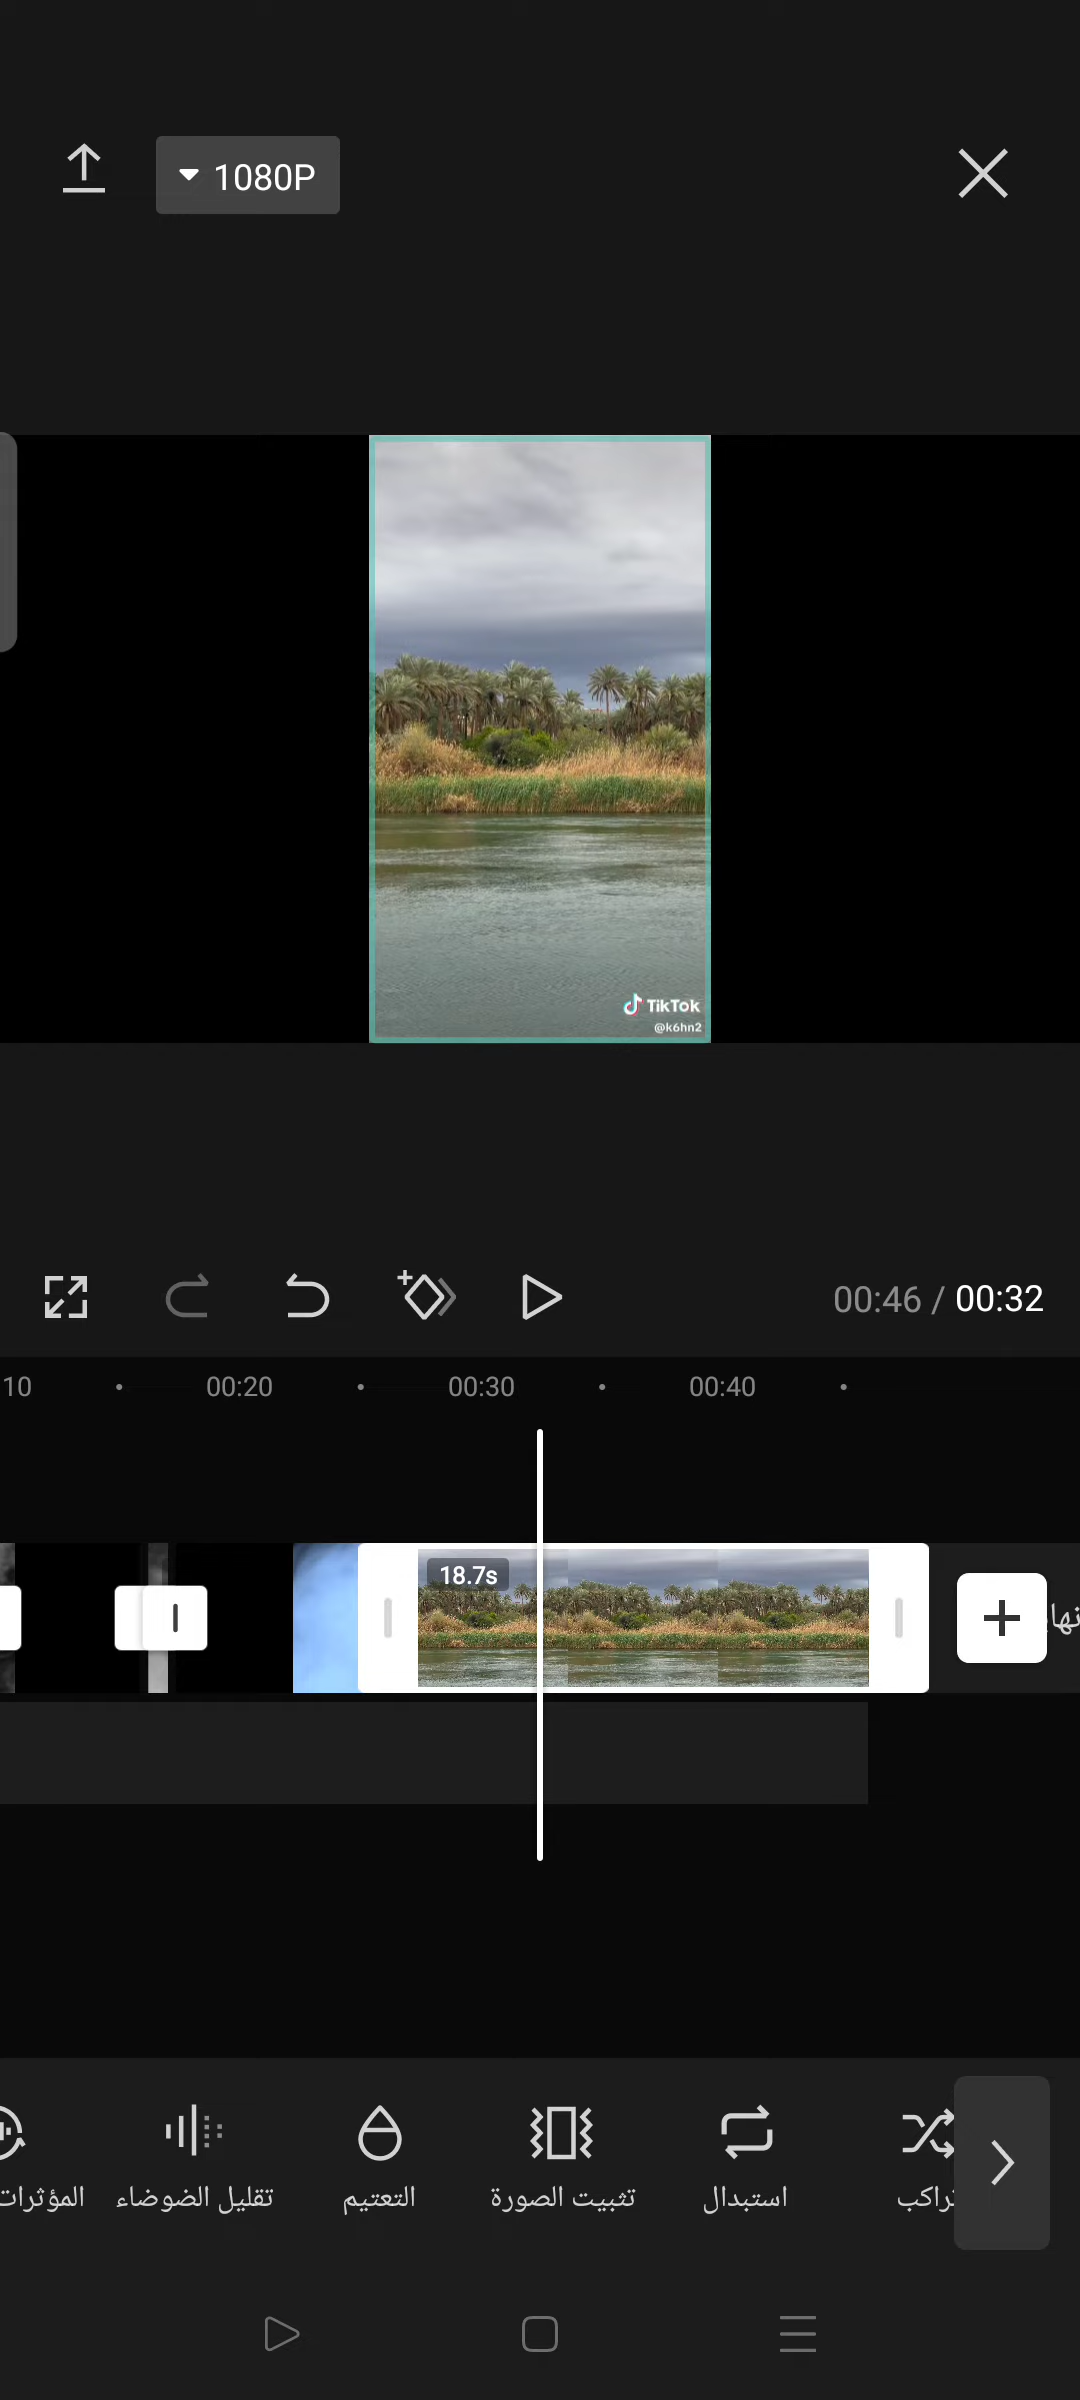 1080P
TikTok
@k6hn2
00:46 / 00:32
10 00:20 00:30 00:40
18.7s
المؤثرات
تقليل الضوضاء
التعتيم
تثبيت الصورة
استبدال